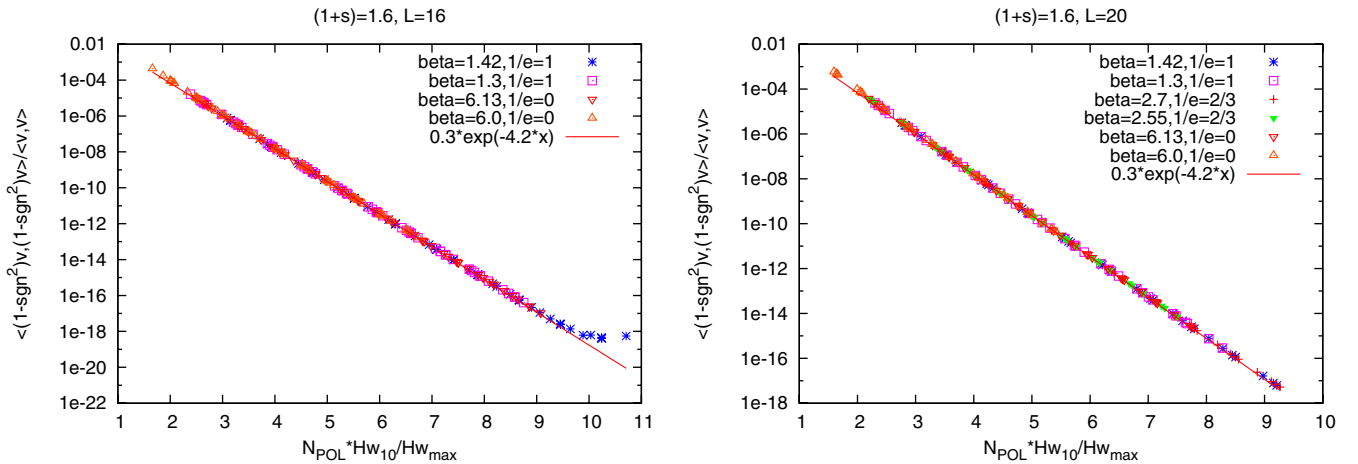 (1+s)=1.6, L=16
<(1-sgn²)v,(1-sgn²)v>/<v,v>
0.01
1e-04
1e-06
1e-08
1e-10
1e-12
1e-14
1e-16
1e-18
1e-20
1e-22
beta=1.42,1/e=1
beta=1.3,1/e=1
beta=6.13,1/e=0
beta=6.0,1/e=0
0.3*exp(-4.2*x)
1 2 3 4 5 6 7 8 9 10 11
N_POL*Hw_10/Hw_max
(1+s)=1.6, L=20
<(1-sgn²)v,(1-sgn²)v>/<v,v>
0.01
1e-04
1e-06
1e-08
1e-10
1e-12
1e-14
1e-16
1e-18
beta=1.42,1/e=1
beta=1.3,1/e=1
beta=2.7,1/e=2/3
beta=2.55,1/e=2/3
beta=6.13,1/e=0
beta=6.0,1/e=0
0.3*exp(-4.2*x)
1 2 3 4 5 6 7 8 9 10
N_POL*Hw_10/Hw_max